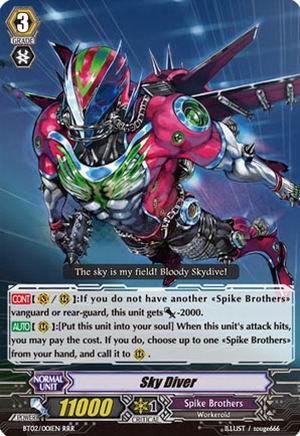 3
GRADE
The sky is my field! Bloody Skydive!
CONT [ / ]:If you do not have another «Spike Brothers»
vanguard or rear-guard, this unit gets -2000.
AUTO [ ]:[Put this unit into your soul] When this unit's attack hits,
you may pay the cost. If you do, choose up to one «Spike Brothers»
from your hand, and call it to .
NORMAL
UNIT
Sky Diver
11000
1
CRITICAL
Spike Brothers
Workeroid
BT02/001EN RRR
ILLUST / touge666